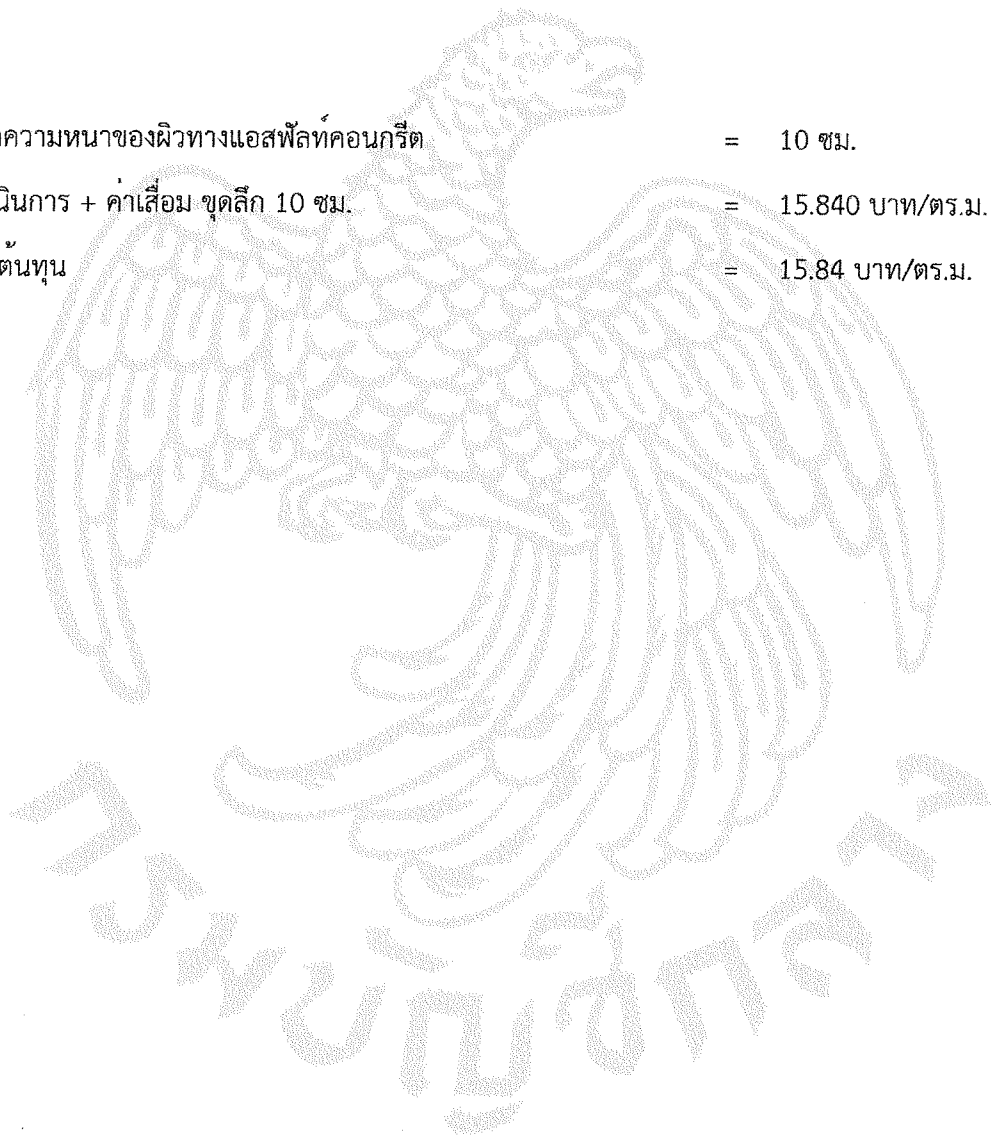 ความหนาของผิวทางแอสฟัลท์คอนกรีต = 10 ซม.
นินการ + ค่าเสื่อม ขุดลึก 10 ซม. = 15.840 บาท/ตร.ม.
ต้นทุน = 15.84 บาท/ตร.ม.
กรมบัญชีกลาง